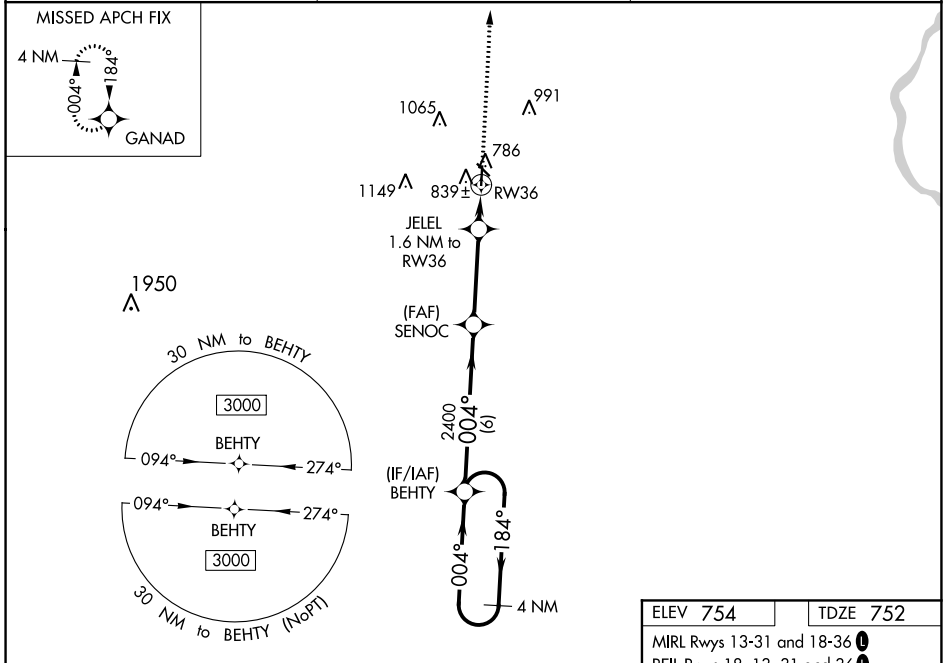 MISSED APCH FIX
4 NM
004°
184°
GANAD
1065
991
786
1149
839±
RW36
JELEL
1.6 NM to
RW36
1950
(FAF)
SENOC
30 NM to BEHTY
3000
BEHTY
094°
274°
2400
004°
(6)
(IF/IAF)
BEHTY
094°
274°
BEHTY
3000
30 NM to BEHTY (NoPT)
004°
184°
4 NM
ELEV 754
TDZE 752
MIRL Rwys 13-31 and 18-36 L